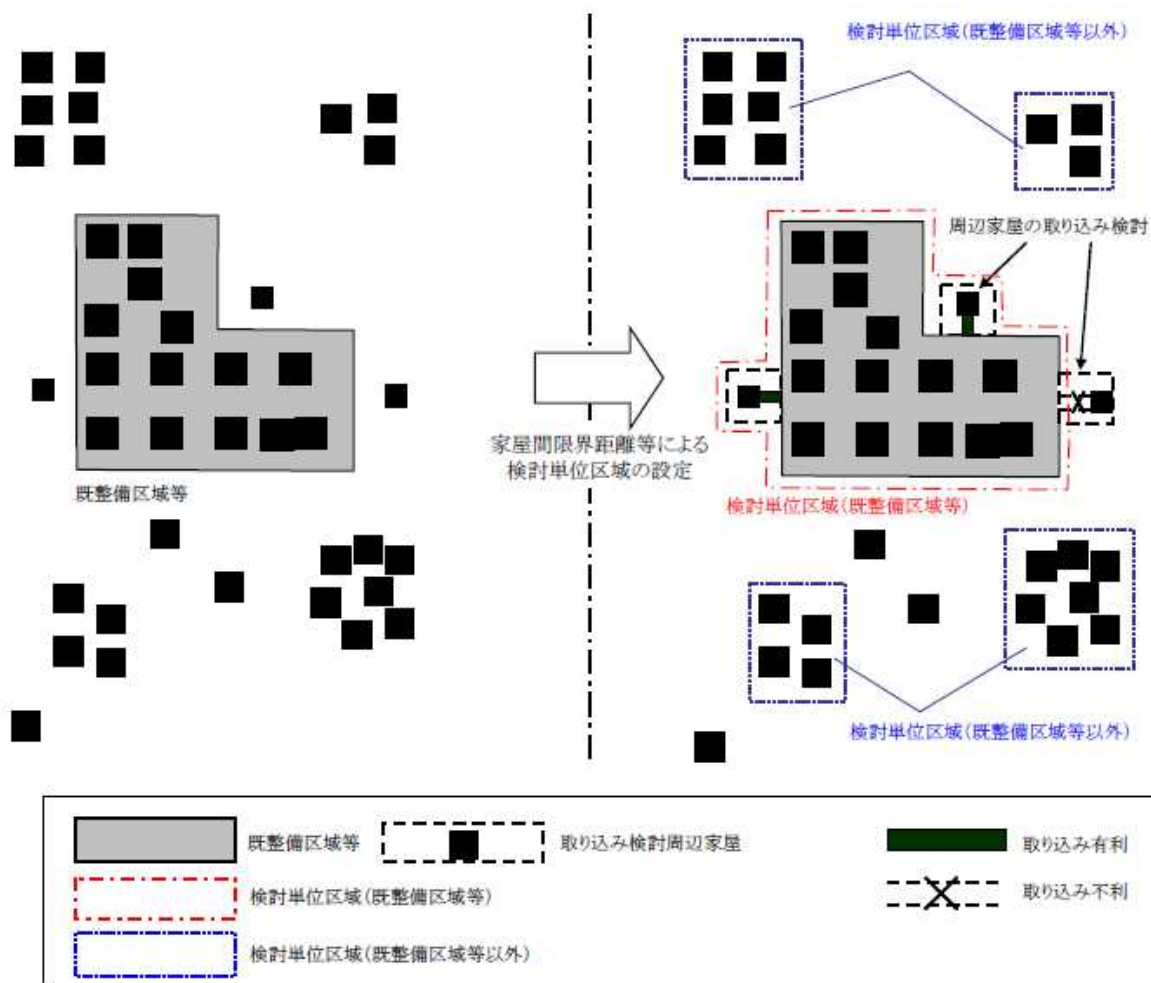 検討単位区域(既整備区域等以外)
周辺家屋の取り込み検討
家屋間限界距離等による
検討単位区域の設定
既整備区域等
検討単位区域(既整備区域等)
検討単位区域(既整備区域等以外)
既整備区域等
取り込み検討周辺家屋
取り込み有利
検討単位区域(既整備区域等)
取り込み不利
検討単位区域(既整備区域等以外)